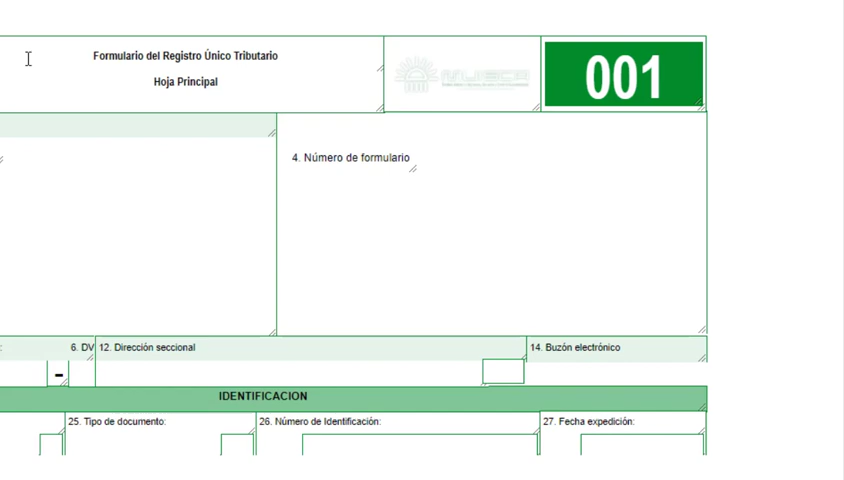 Formulario del Registro Único Tributario
Hoja Principal
MUISCA
001
4. Número de formulario
: 6. DV 12. Dirección seccional 14. Buzón electrónico
-
IDENTIFICACION
25. Tipo de documento: 26. Número de Identificación: 27. Fecha expedición: